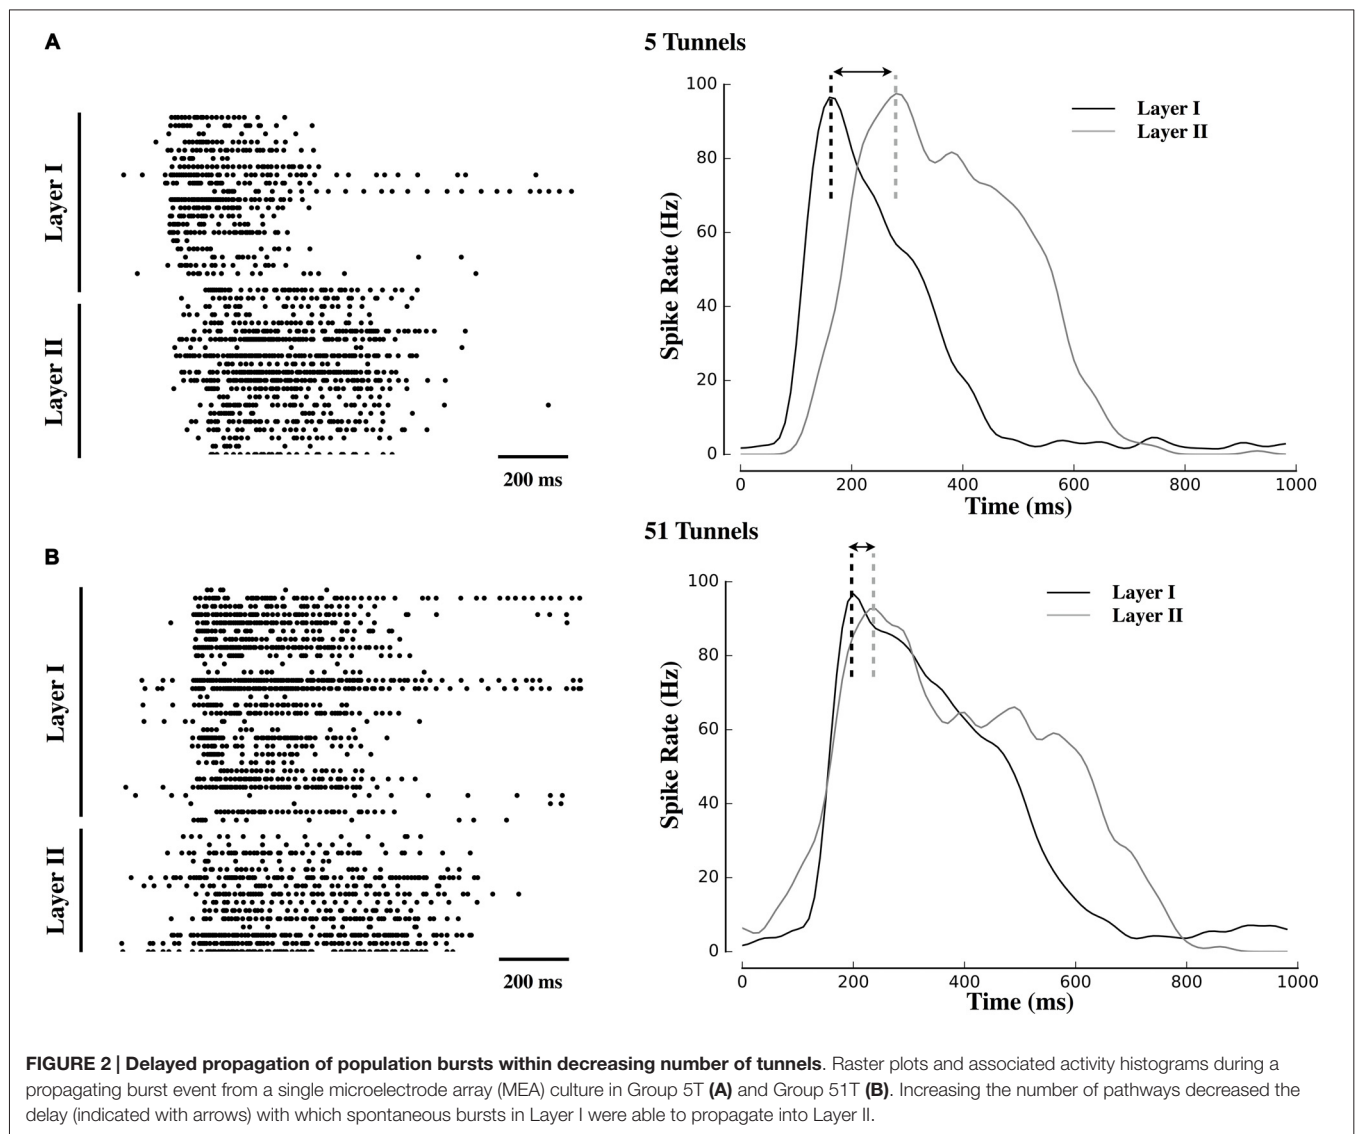 A
5 Tunnels
Layer I
Layer II
200 ms
Spike Rate (Hz)
100
80
60
40
20
0
Layer I
Layer II
0 200 400 600 800 1000
Time (ms)
51 Tunnels
B
Layer I
Layer II
200 ms
Spike Rate (Hz)
100
80
60
40
20
0
Layer I
Layer II
0 200 400 600 800 1000
Time (ms)
FIGURE 2 | Delayed propagation of population bursts within decreasing number of tunnels. Raster plots and associated activity histograms during a
propagating burst event from a single microelectrode array (MEA) culture in Group 5T (A) and Group 51T (B). Increasing the number of pathways decreased the
delay (indicated with arrows) with which spontaneous bursts in Layer I were able to propagate into Layer II.